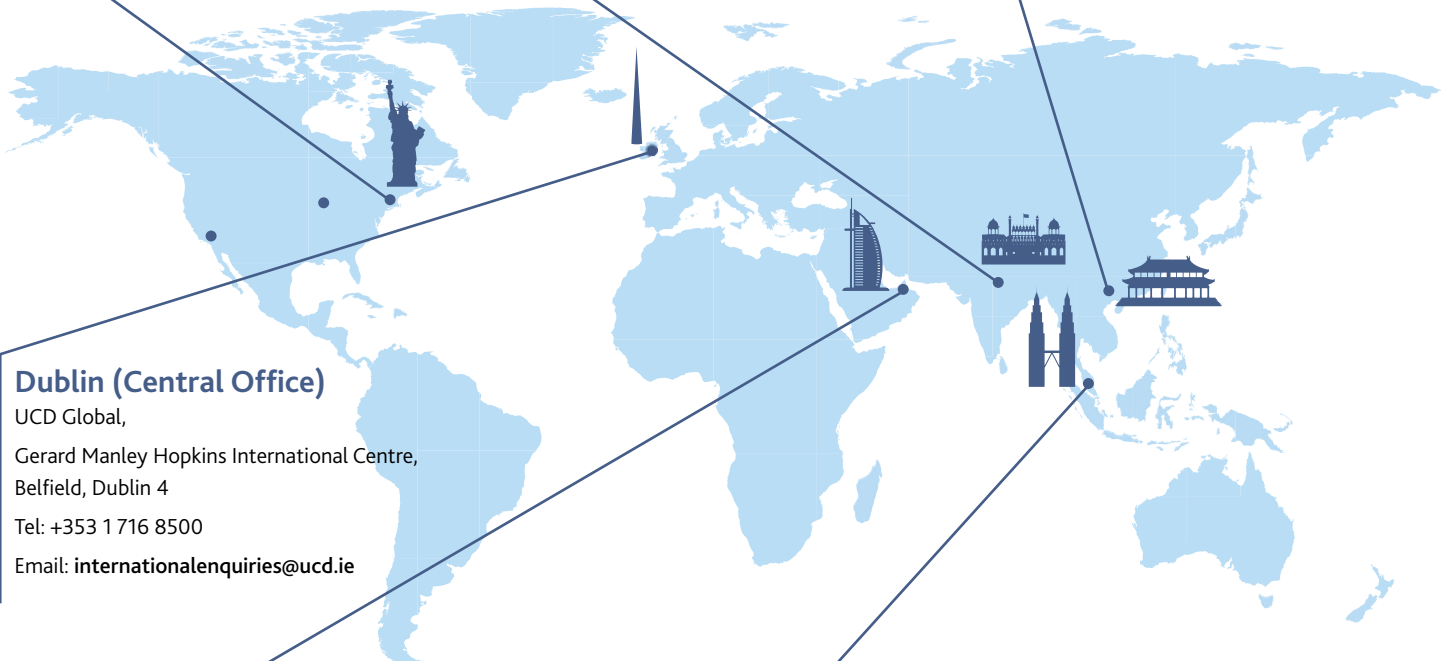 Dublin (Central Office)
UCD Global,
Gerard Manley Hopkins International Centre,
Belfield, Dublin 4
Tel: +353 1 716 8500
Email: internationalenquiries@ucd.ie